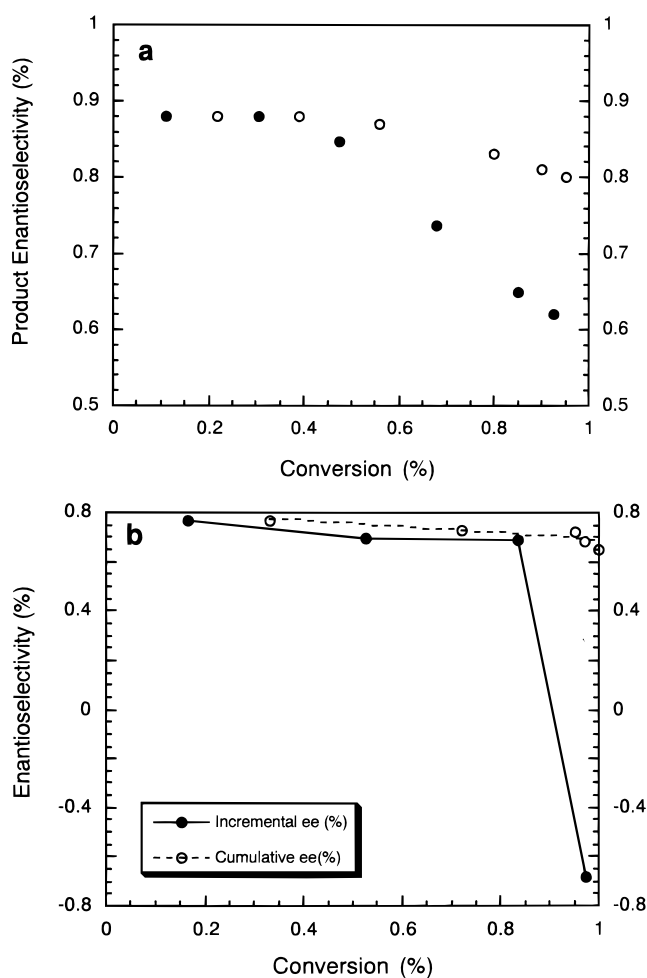 a
Product Enantioselectivity (%)
1
0.9
0.8
0.7
0.6
0.5
1
0.9
0.8
0.7
0.6
0.5
0 0.2 0.4 0.6 0.8 1
Conversion (%)
b
Enantioselectivity (%)
0.8
0.4
0
-0.4
-0.8
0.8
0.4
0
-0.4
-0.8
Incremental ee (%)
Cumulative ee(%)
0 0.2 0.4 0.6 0.8 1
Conversion (%)